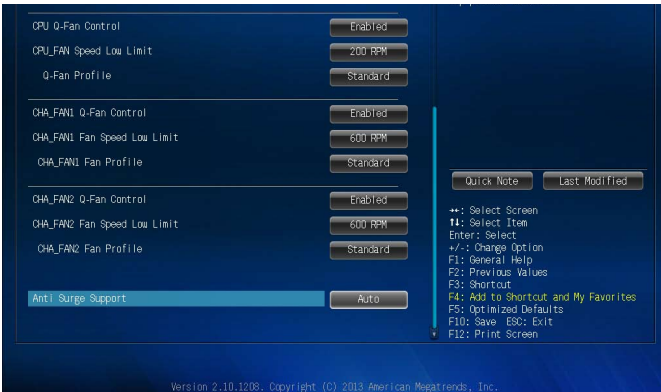 CPU Q-Fan Control Enabled
CPU_FAN Speed Low Limit 200 RPM
Q-Fan Profile Standard
CHA_FAN1 Q-Fan Control Enabled
CHA_FAN1 Fan Speed Low Limit 600 RPM
CHA_FAN1 Fan Profile Standard
CHA_FAN2 Q-Fan Control Enabled
CHA_FAN2 Fan Speed Low Limit 600 RPM
CHA_FAN2 Fan Profile Standard
Anti Surge Support Auto
Quick Note Last Modified
→←: Select Screen
↑↓: Select Item
Enter: Select
+/-: Change Option
F1: General Help
F2: Previous Values
F3: Shortcut
F4: Add to Shortcut and My Favorites
F5: Optimized Defaults
F10: Save ESC: Exit
F12: Print Screen
Version 2.10.1208. Copyright (C) 2013 American Megatrends, Inc.